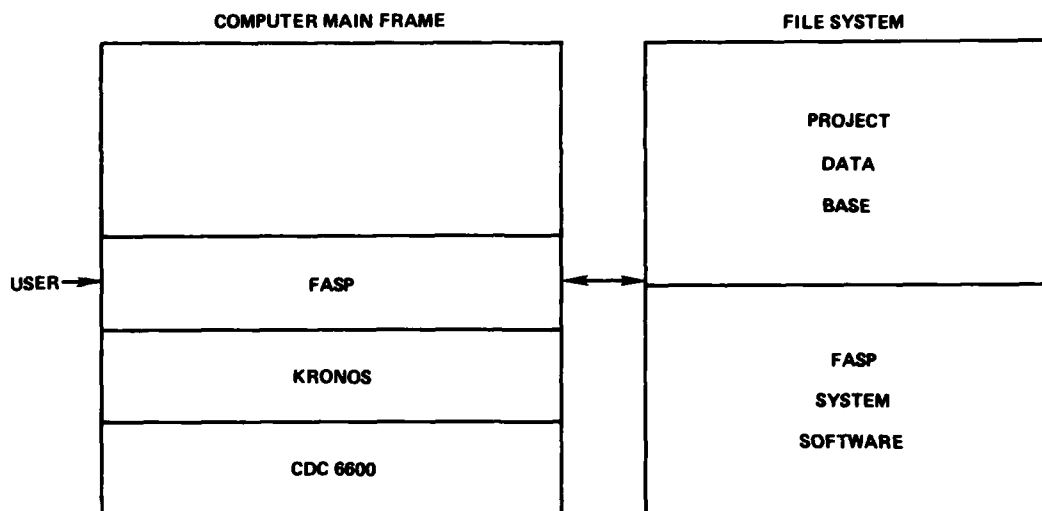 COMPUTER MAIN FRAME
FILE SYSTEM
PROJECT
DATA
BASE
USER
FASP
KRONOS
CDC 6600
FASP
SYSTEM
SOFTWARE